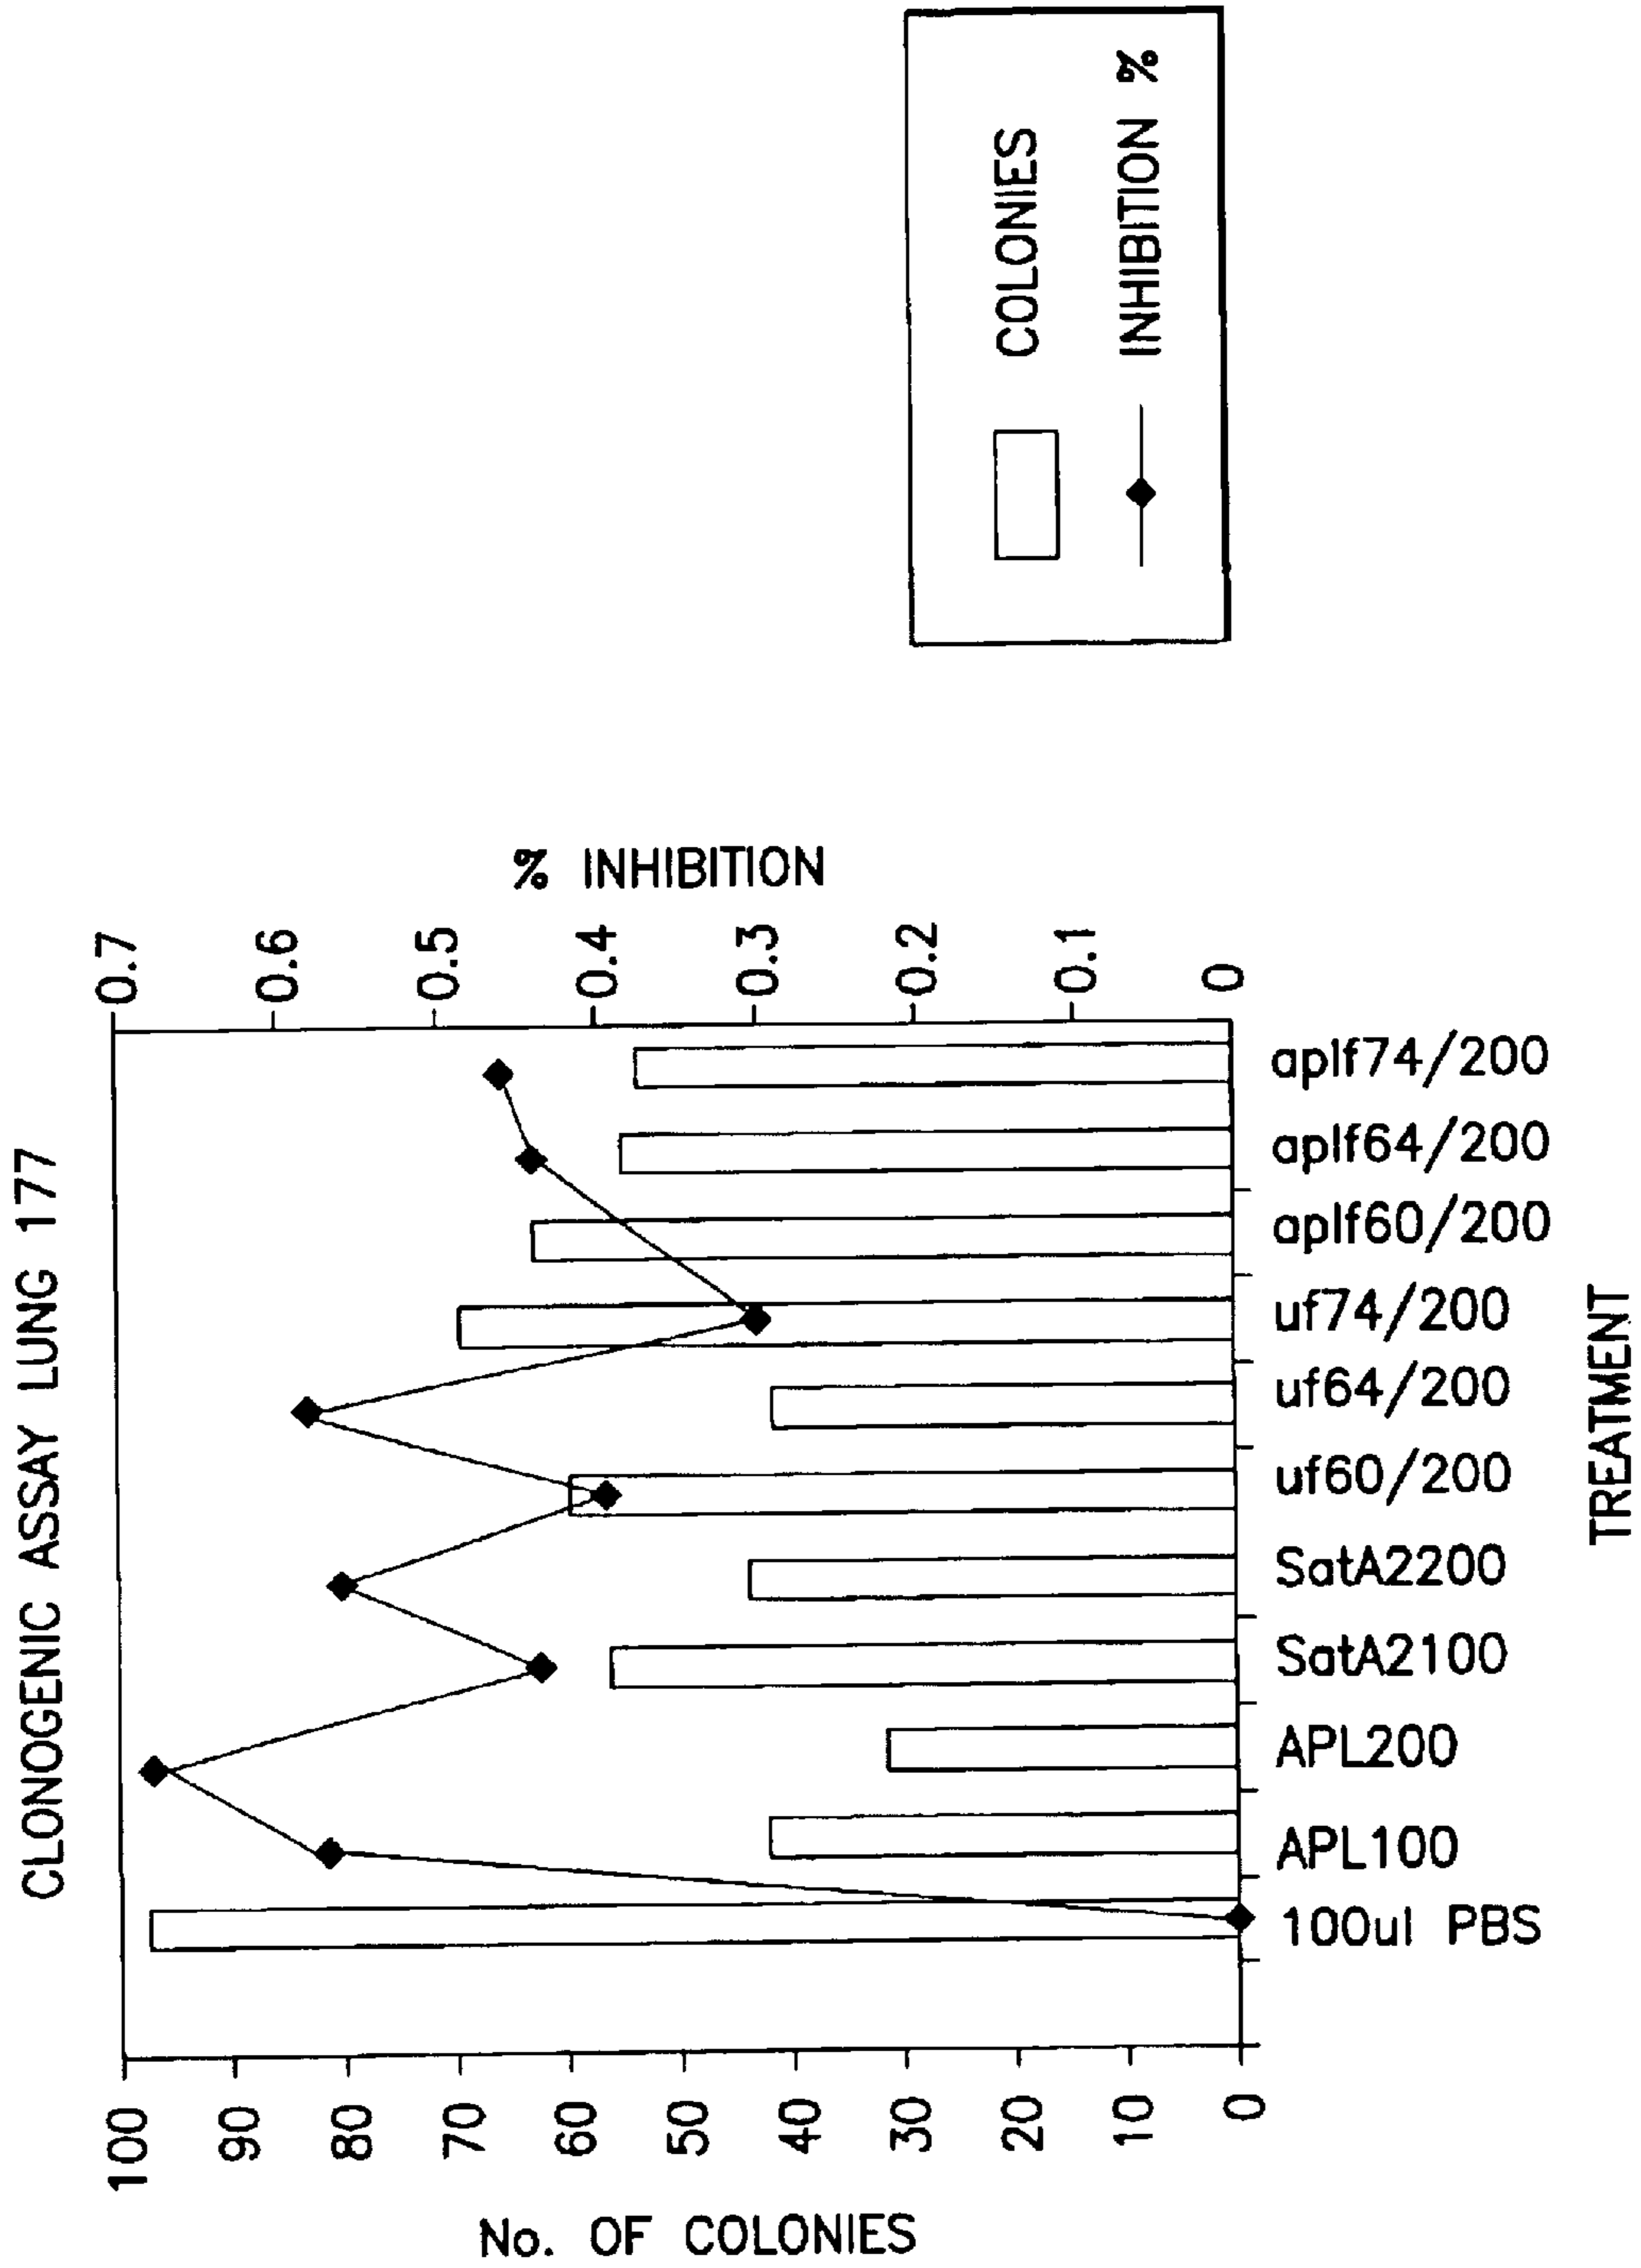 CLONOGENIC ASSAY LUNG 177
No. OF COLONIES
100
90
80
70
60
50
40
30
20
10
0
% INHIBITION
0.7
0.6
0.5
0.4
0.3
0.2
0.1
0
100ul PBS
APL100
APL200
SatA2100
SatA2200
uf60/200
uf64/200
uf74/200
aplf60/200
aplf64/200
aplf74/200
TREATMENT
COLONIES
INHIBITION %